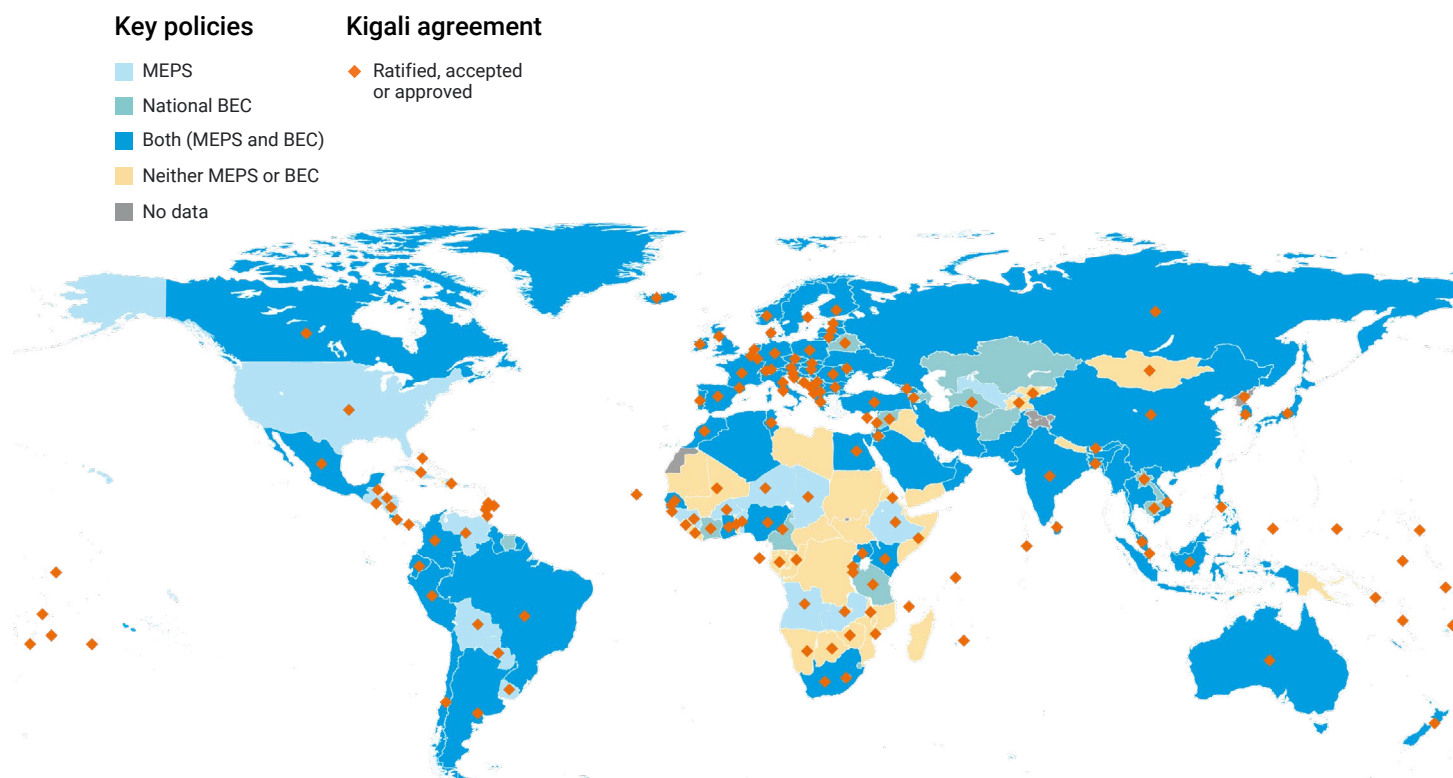 Key policies
MEPS
National BEC
Both (MEPS and BEC)
Neither MEPS or BEC
No data
Kigali agreement
Ratified, accepted
or approved